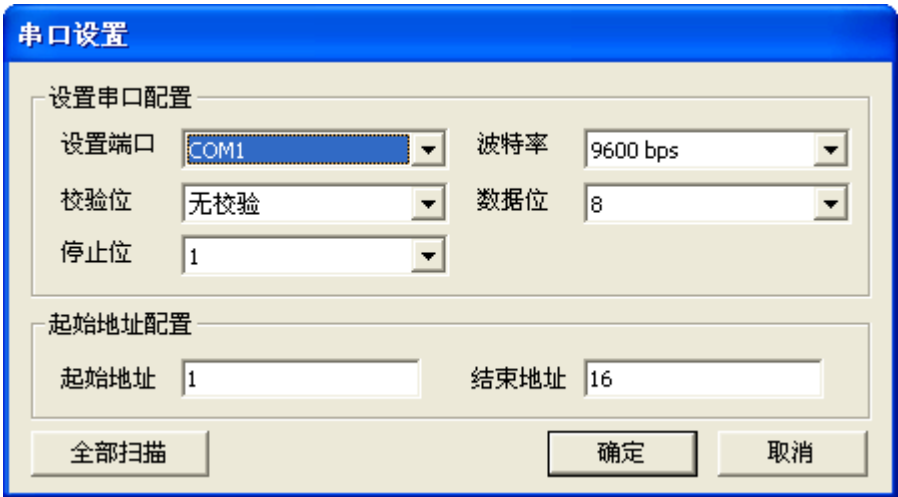 串口设置
设置串口配置
设置端口 COM1 波特率 9600 bps
校验位 无校验 数据位 8
停止位 1
起始地址配置
起始地址 1 结束地址 16
全部扫描 确定 取消